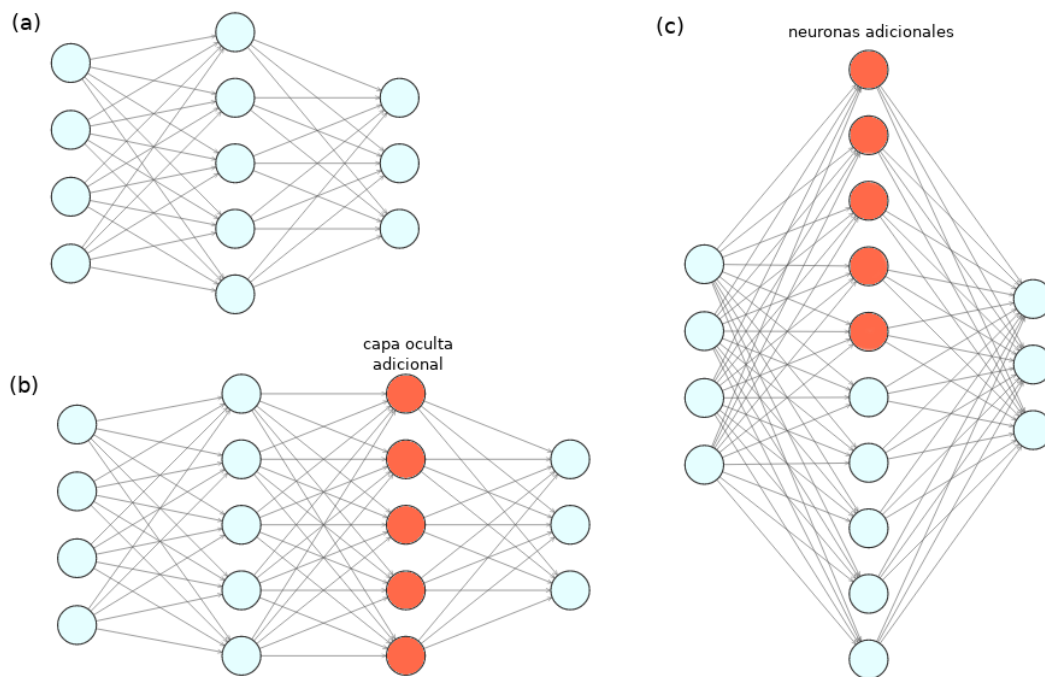 (a)
(b)
capa oculta
adicional
(c)
neuronas adicionales